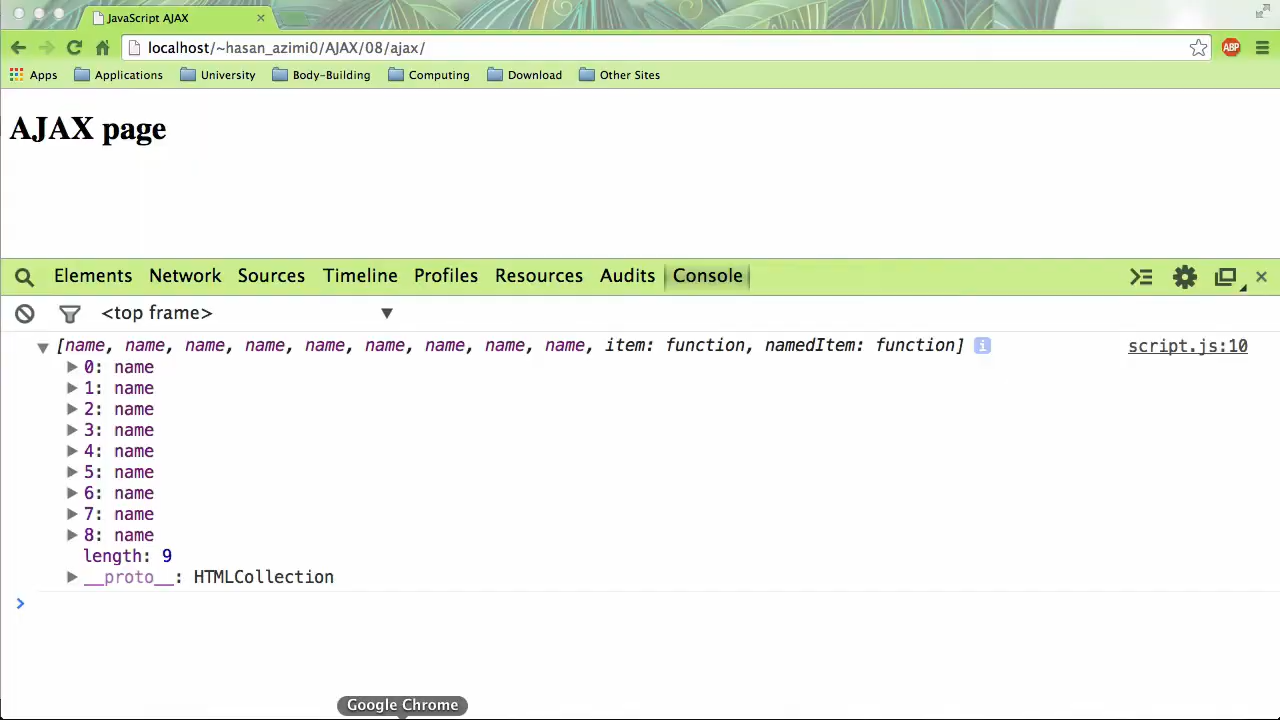 JavaScript AJAX
localhost/~hasan_azimi0/AJAX/08/ajax/
ABP
Apps Applications University Body-Building Computing Download Other Sites
AJAX page
Elements Network Sources Timeline Profiles Resources Audits Console
<top frame>
[name, name, name, name, name, name, name, name, name, item: function, namedItem: function] i script.js:10
0: name
1: name
2: name
3: name
4: name
5: name
6: name
7: name
8: name
length: 9
__proto__: HTMLCollection
Google Chrome